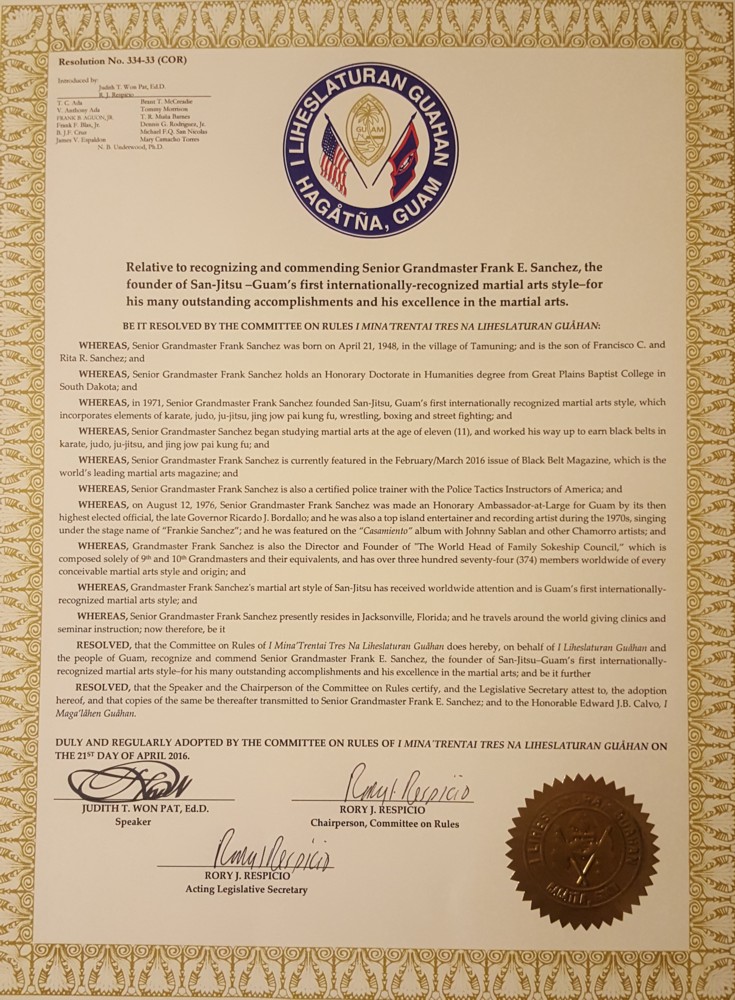 Resolution No. 334-33 (COR)
Introduced by:
Judith T. Won Pat, Ed.D.
R. J. Respicio
T. C. Ada
V. Anthony Ada
FRANK B. AGUON, JR.
Frank F. Blas, Jr.
B. J.F. Cruz
James V. Espaldon
Brant T. McCreadie
Tommy Morrison
T. R. Muña Barnes
Dennis G. Rodriguez, Jr.
Michael F.Q. San Nicolas
Mary Camacho Torres
N. B. Underwood, Ph.D.
I LIHESLATURAN GUAHAN
GUAM
HAGÅTÑA, GUAM
Relative to recognizing and commending Senior Grandmaster Frank E. Sanchez, the
founder of San-Jitsu –Guam's first internationally-recognized martial arts style–for
his many outstanding accomplishments and his excellence in the martial arts.
BE IT RESOLVED BY THE COMMITTEE ON RULES I MINA'TRENTAI TRES NA LIHESLATURAN GUÅHAN:
WHEREAS, Senior Grandmaster Frank Sanchez was born on April 21, 1948, in the village of Tamuning; and is the son of Francisco C. and
Rita R. Sanchez; and
WHEREAS, Senior Grandmaster Frank Sanchez holds an Honorary Doctorate in Humanities degree from Great Plains Baptist College in
South Dakota; and
WHEREAS, in 1971, Senior Grandmaster Frank Sanchez founded San-Jitsu, Guam's first internationally recognized martial arts style, which
incorporates elements of karate, judo, ju-jitsu, jing jow pai kung fu, wrestling, boxing and street fighting; and
WHEREAS, Senior Grandmaster Sanchez began studying martial arts at the age of eleven (11), and worked his way up to earn black belts in
karate, judo, ju-jitsu, and jing jow pai kung fu; and
WHEREAS, Senior Grandmaster Frank Sanchez is currently featured in the February/March 2016 issue of Black Belt Magazine, which is the
world's leading martial arts magazine; and
WHEREAS, Senior Grandmaster Frank Sanchez is also a certified police trainer with the Police Tactics Instructors of America; and
WHEREAS, on August 12, 1976, Senior Grandmaster Frank Sanchez was made an Honorary Ambassador-at-Large for Guam by its then
highest elected official, the late Governor Ricardo J. Bordallo; and he was also a top island entertainer and recording artist during the 1970s, singing
under the stage name of "Frankie Sanchez"; and he was featured on the "Casamiento" album with Johnny Sablan and other Chamorro artists; and
WHEREAS, Grandmaster Frank Sanchez is also the Director and Founder of "The World Head of Family Sokeship Council," which is
composed solely of 9th and 10th Grandmasters and their equivalents, and has over three hundred seventy-four (374) members worldwide of every
conceivable martial arts style and origin; and
WHEREAS, Grandmaster Frank Sanchez's martial art style of San-Jitsu has received worldwide attention and is Guam's first internationally-
recognized martial arts style; and
WHEREAS, Senior Grandmaster Frank Sanchez presently resides in Jacksonville, Florida; and he travels around the world giving clinics and
seminar instruction; now therefore, be it
RESOLVED, that the Committee on Rules of I Mina'Trentai Tres Na Liheslaturan Guåhan does hereby, on behalf of I Liheslaturan Guåhan and
the people of Guam, recognize and commend Senior Grandmaster Frank E. Sanchez, the founder of San-Jitsu–Guam's first internationally-
recognized martial arts style–for his many outstanding accomplishments and his excellence in the martial arts; and be it further
RESOLVED, that the Speaker and the Chairperson of the Committee on Rules certify, and the Legislative Secretary attest to, the adoption
hereof, and that copies of the same be thereafter transmitted to Senior Grandmaster Frank E. Sanchez; and to the Honorable Edward J.B. Calvo, I
Maga'låhen Guåhan.
DULY AND REGULARLY ADOPTED BY THE COMMITTEE ON RULES OF I MINA'TRENTAI TRES NA LIHESLATURAN GUÅHAN ON
THE 21ST DAY OF APRIL 2016.
JUDITH T. WON PAT, Ed.D.
Speaker
Rory J. Respicio
RORY J. RESPICIO
Chairperson, Committee on Rules
Rory J. Respicio
RORY J. RESPICIO
Acting Legislative Secretary